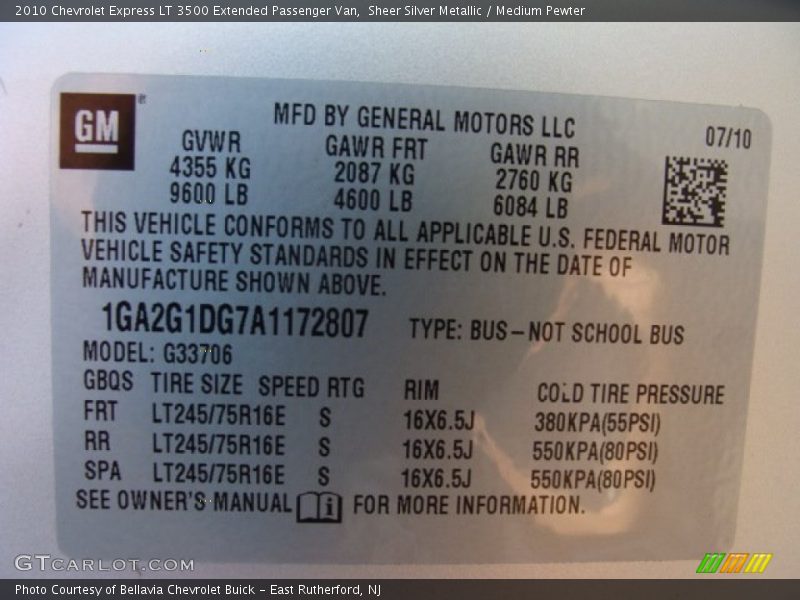 2010 Chevrolet Express LT 3500 Extended Passenger Van, Sheer Silver Metallic / Medium Pewter
GM®
MFD BY GENERAL MOTORS LLC
07/10
GVWR GAWR FRT GAWR RR
4355 KG 2087 KG 2760 KG
9600 LB 4600 LB 6084 LB
THIS VEHICLE CONFORMS TO ALL APPLICABLE U.S. FEDERAL MOTOR
VEHICLE SAFETY STANDARDS IN EFFECT ON THE DATE OF
MANUFACTURE SHOWN ABOVE.
1GA2G1DG7A1172807 TYPE: BUS-NOT SCHOOL BUS
MODEL: G33706
GBQS TIRE SIZE SPEED RTG RIM COLD TIRE PRESSURE
FRT LT245/75R16E S 16X6.5J 380KPA(55PSI)
RR LT245/75R16E S 16X6.5J 550KPA(80PSI)
SPA LT245/75R16E S 16X6.5J 550KPA(80PSI)
SEE OWNER'S MANUAL i FOR MORE INFORMATION.
GTCARLOT.COM
Photo Courtesy of Bellavia Chevrolet Buick - East Rutherford, NJ